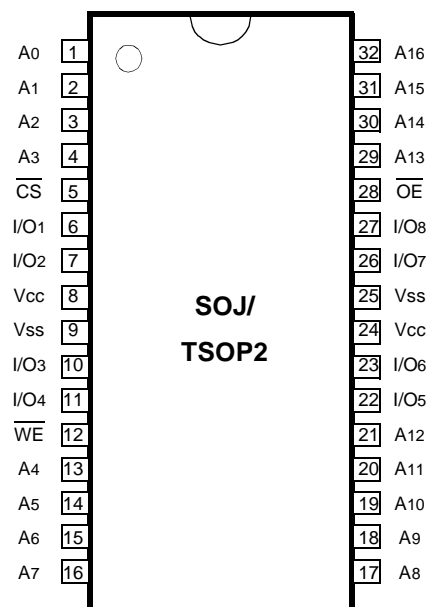 A0 1 32 A16
A1 2 31 A15
A2 3 30 A14
A3 4 29 A13
CS 5 28 OE
I/O1 6 27 I/O8
I/O2 7 26 I/O7
Vcc 8 25 Vss
SOJ/
Vss 9 24 Vcc
TSOP2
I/O3 10 23 I/O6
I/O4 11 22 I/O5
WE 12 21 A12
A4 13 20 A11
A5 14 19 A10
A6 15 18 A9
A7 16 17 A8